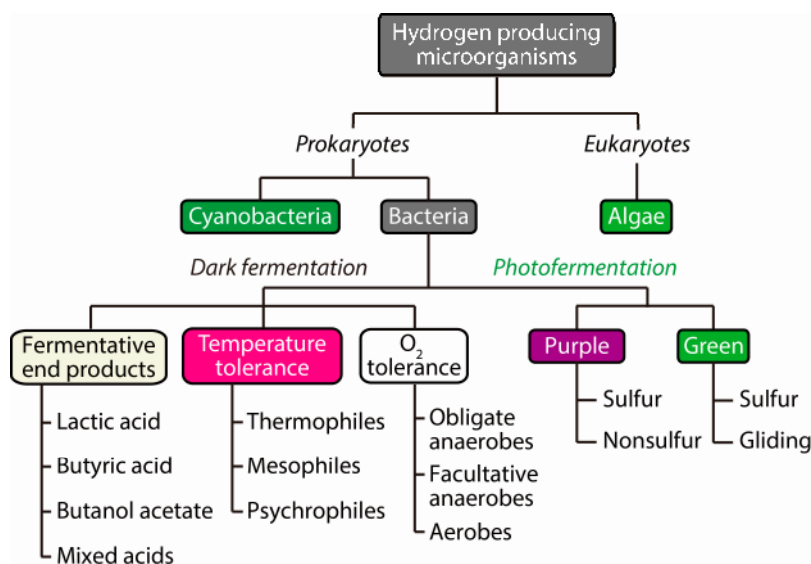 Hydrogen producing
microorganisms
Prokaryotes
Eukaryotes
Cyanobacteria
Bacteria
Algae
Dark fermentation
Photofermentation
Fermentative
end products
Temperature
tolerance
O₂
tolerance
Purple
Green
Lactic acid
Butyric acid
Butanol acetate
Mixed acids
Thermophiles
Mesophiles
Psychrophiles
Obligate
anaerobes
Facultative
anaerobes
Aerobes
Sulfur
Nonsulfur
Sulfur
Gliding